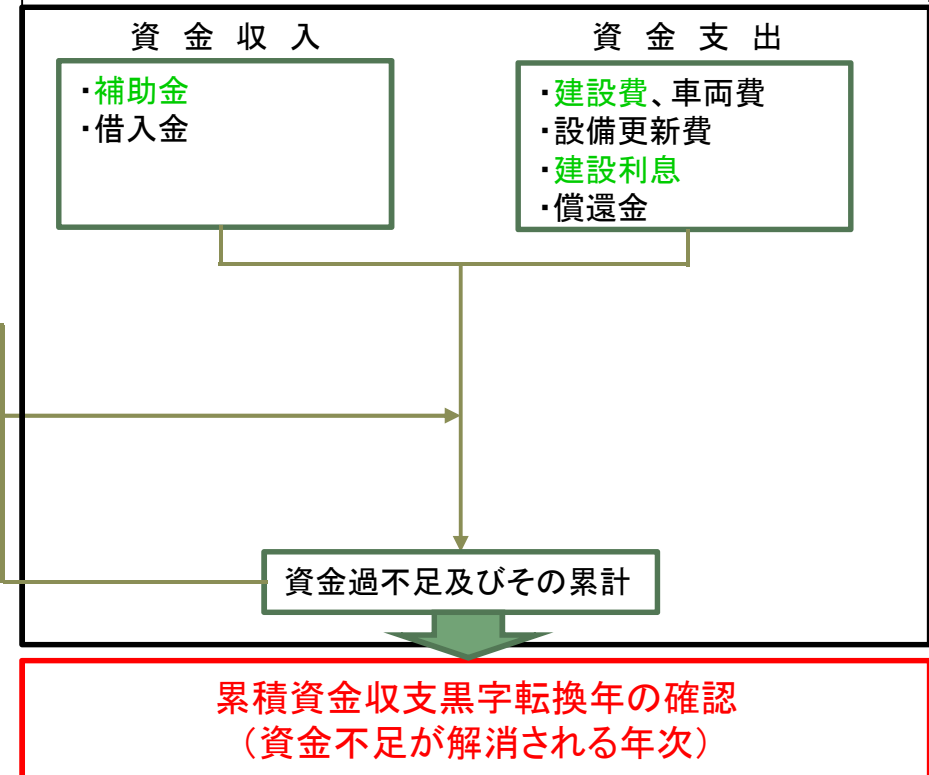 資金収入
・補助金
・借入金
資金支出
・建設費、車両費
・設備更新費
・建設利息
・償還金
資金過不足及びその累計
累積資金収支黒字転換年の確認
（資金不足が解消される年次）